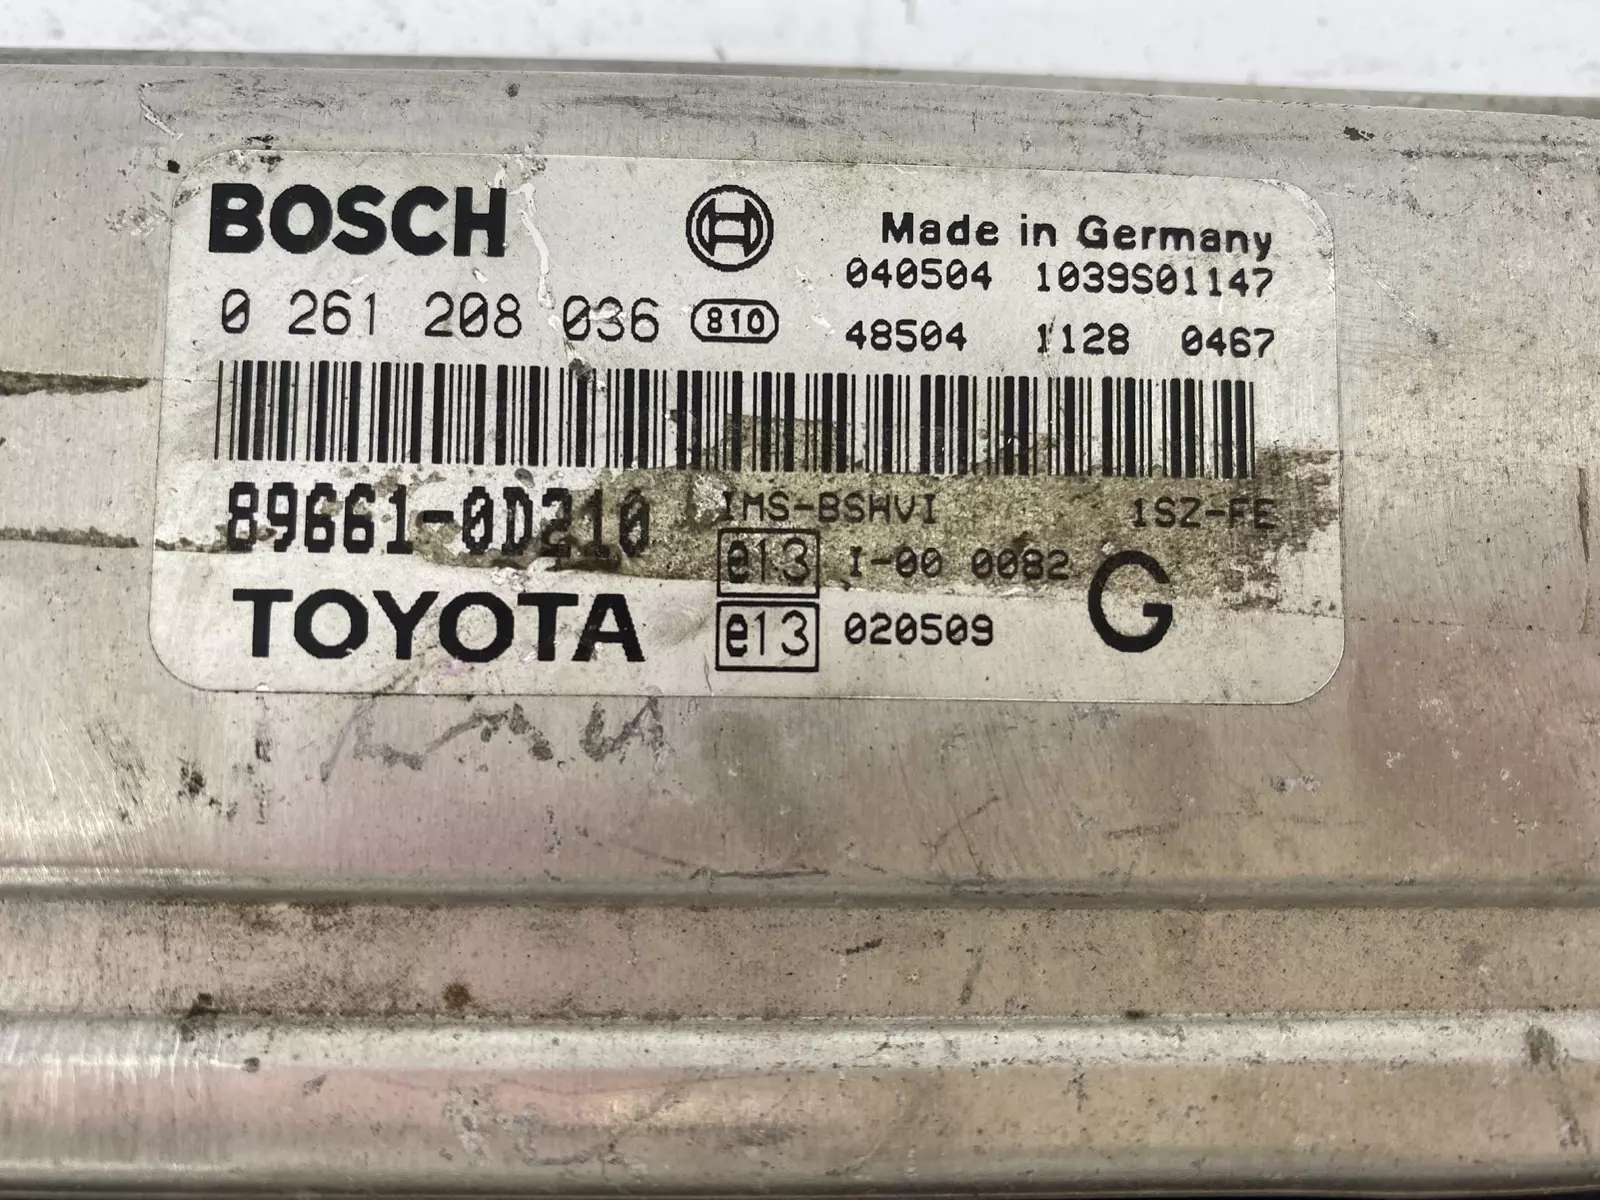 BOSCH
Made in Germany
040504 1039S01147
0 261 208 036 810
48504 1128 0467
89661-0D210
IMS-BSHVI 1SZ-FE
e13 I-00 0082
G
TOYOTA
e13 020509